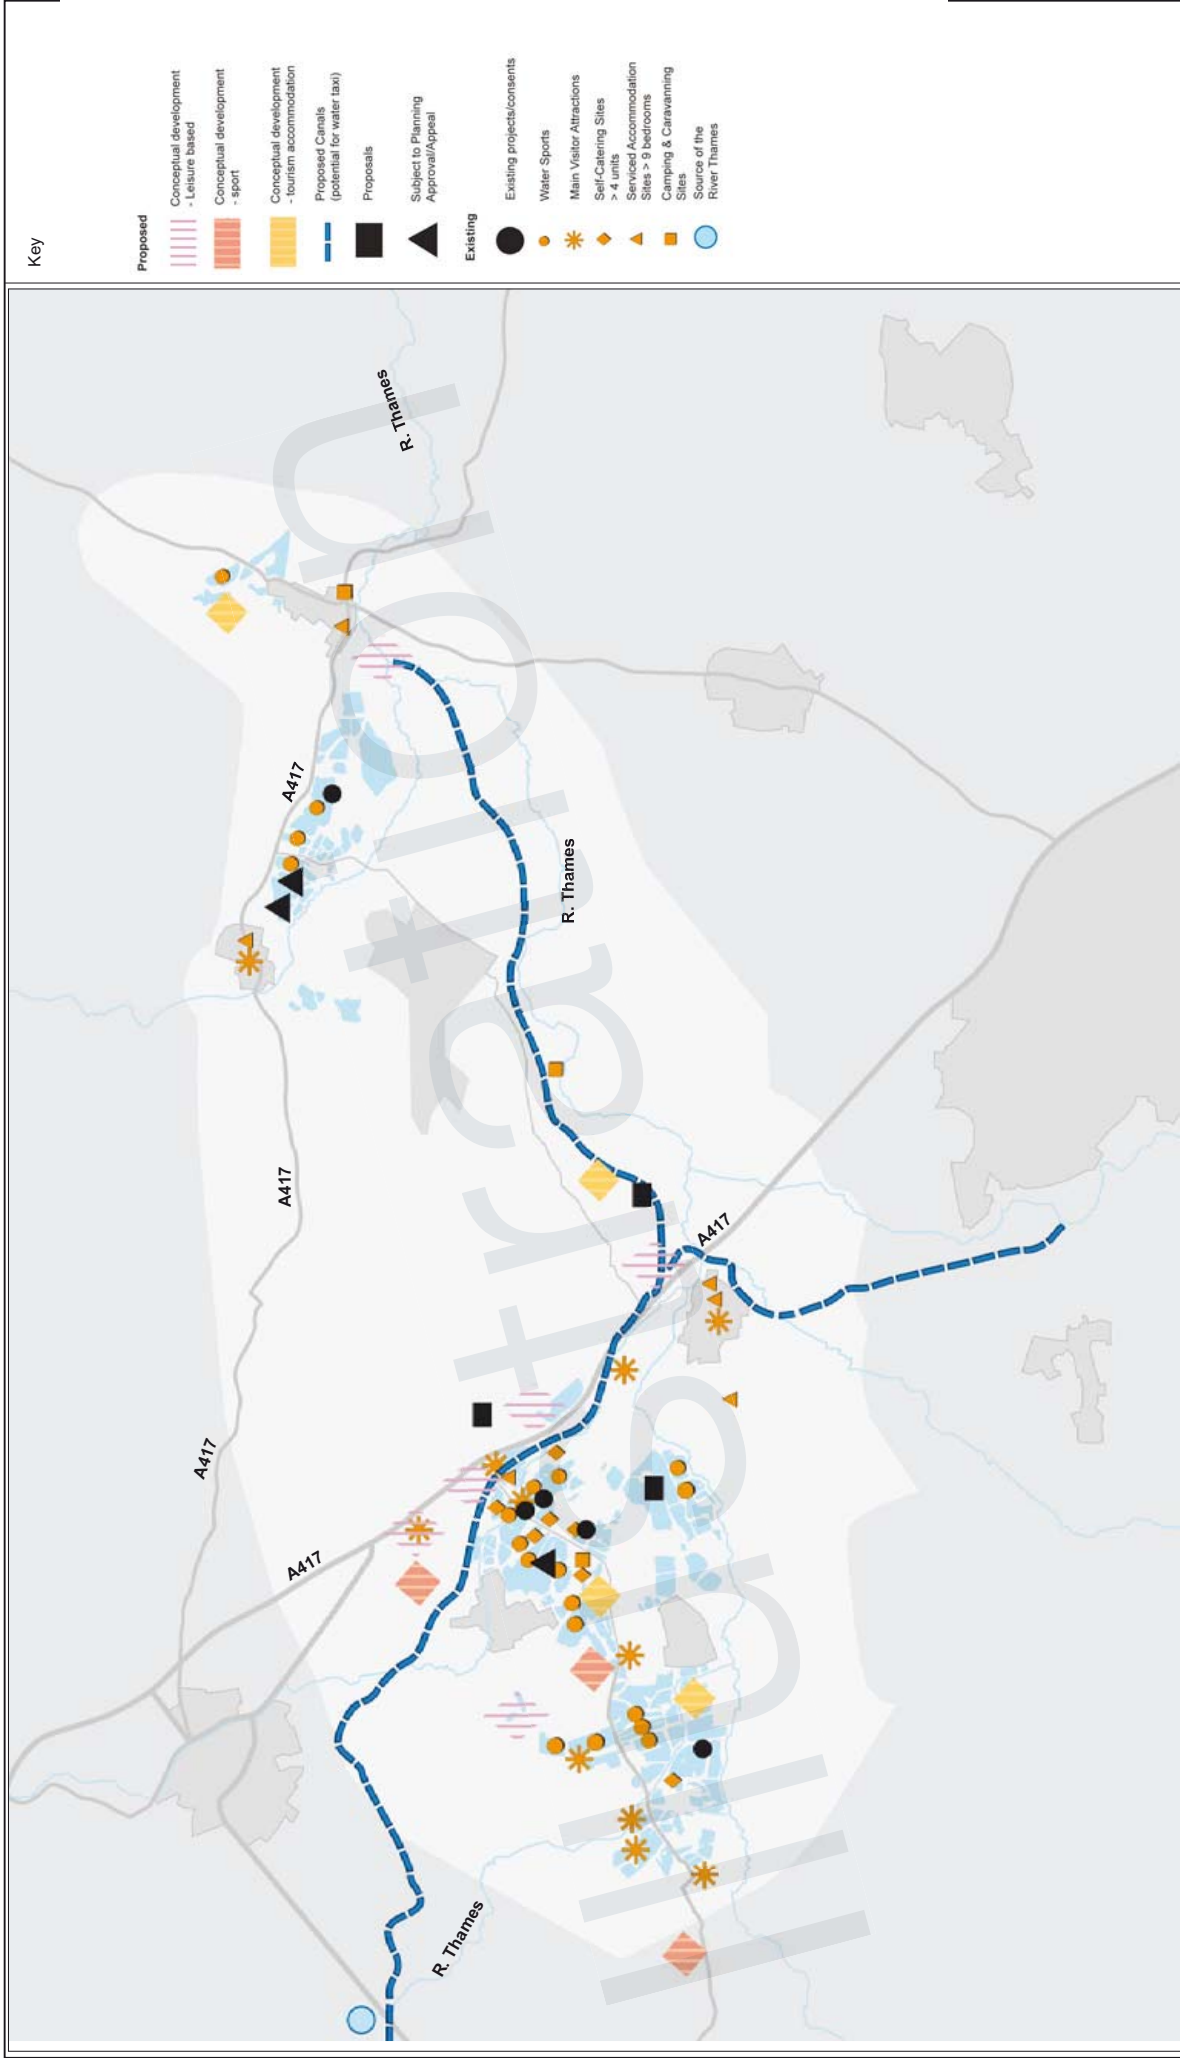 Key
Proposed
Conceptual development
- Leisure based
Conceptual development
- sport
Conceptual development
- tourism accommodation
Proposed Canals
(potential for water taxi)
Proposals
Subject to Planning
Approval/Appeal
Existing
Existing projects/consents
Water Sports
Main Visitor Attractions
Self-Catering Sites
> 4 units
Serviced Accommodation
Sites > 9 bedrooms
Camping & Caravanning
Sites
Source of the
River Thames
R. Thames
A417
R. Thames
A417
A417
A417
A417
R. Thames
Illustration